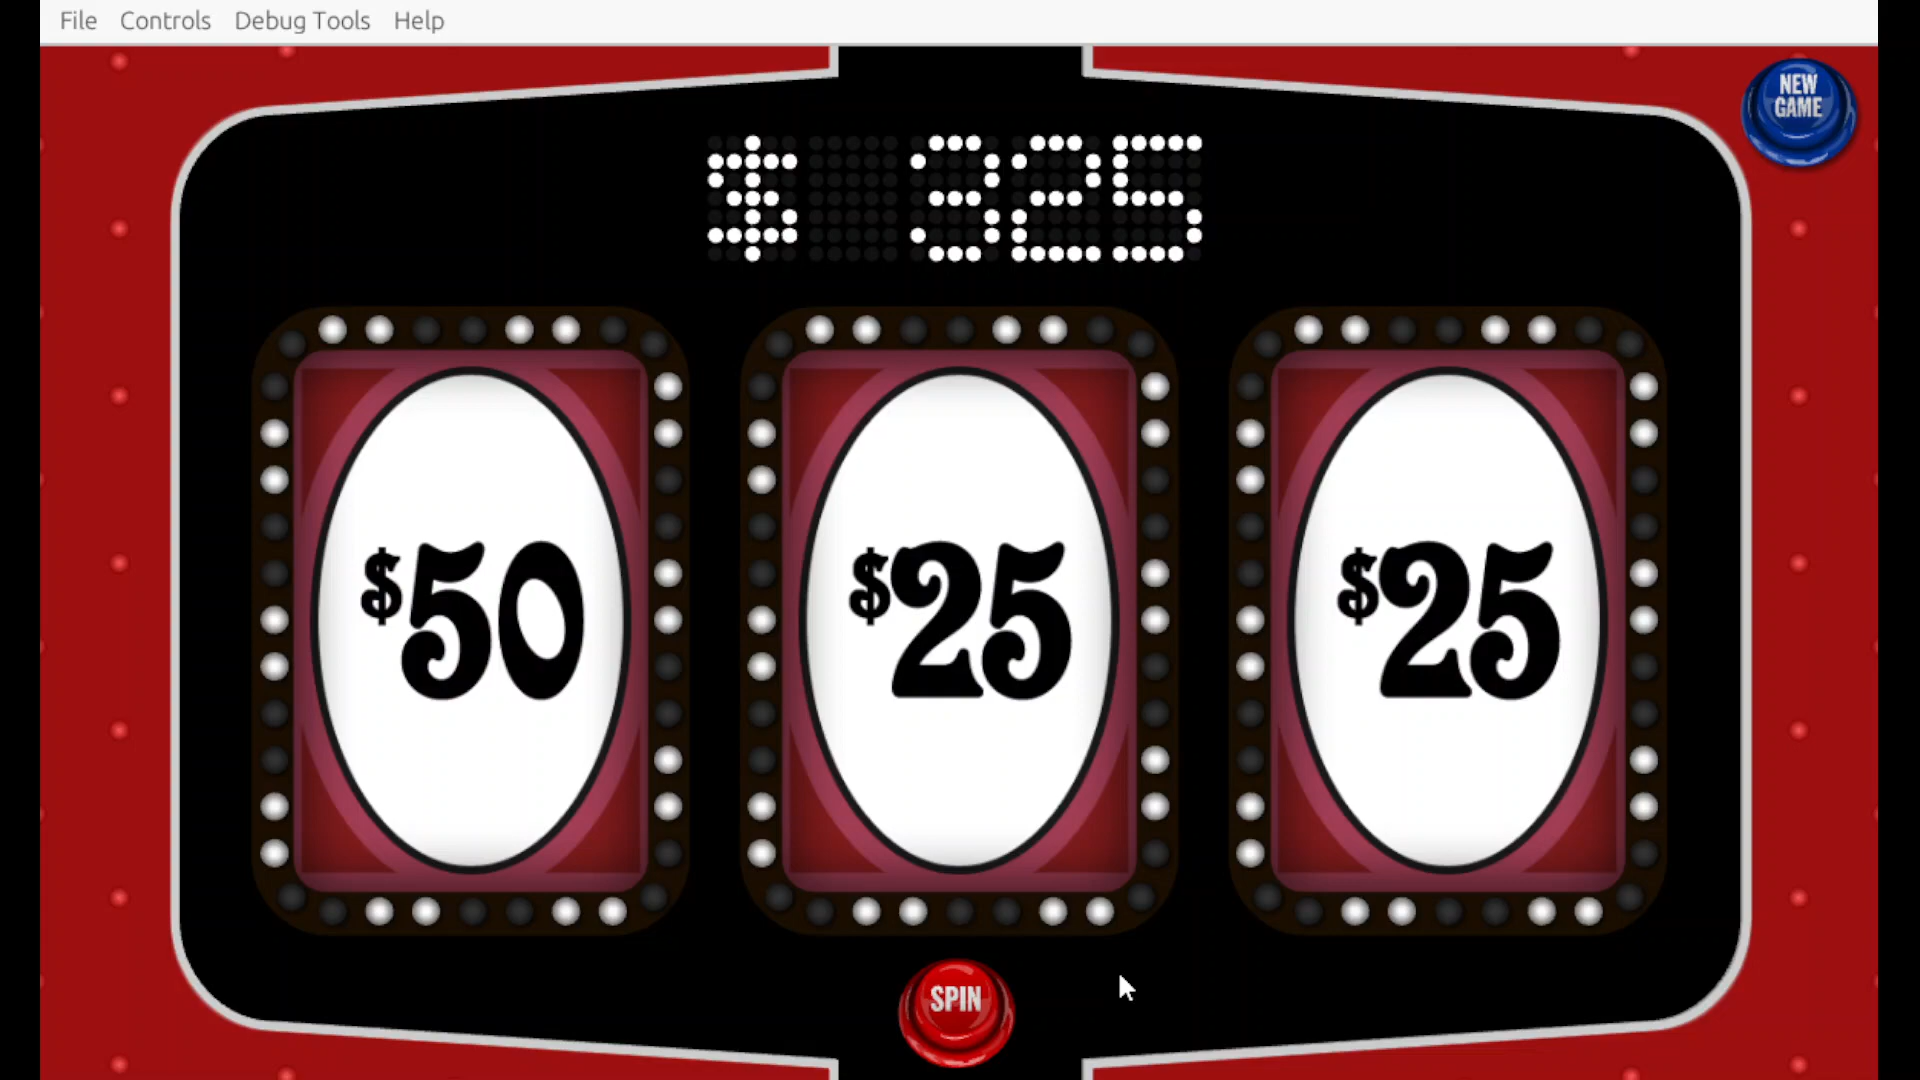 File Controls Debug Tools Help
NEW
GAME
$ 325
$50 $25 $25
SPIN